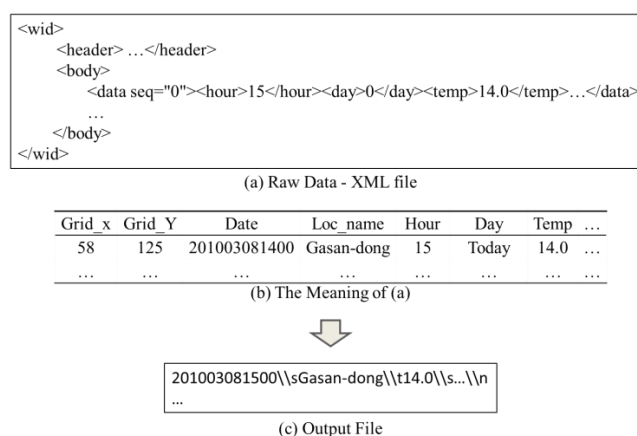 <wid>
<header> …</header>
<body>
<data seq="0"><hour>15</hour><day>0</day><temp>14.0</temp>…</data>
…
</body>
</wid>
(a) Raw Data - XML file
Grid_x Grid_Y Date Loc_name Hour Day Temp …
58 125 201003081400 Gasan-dong 15 Today 14.0 …
… … … … … … … …
(b) The Meaning of (a)
201003081500\\sGasan-dong\\t14.0\\s…\\n
…
(c) Output File